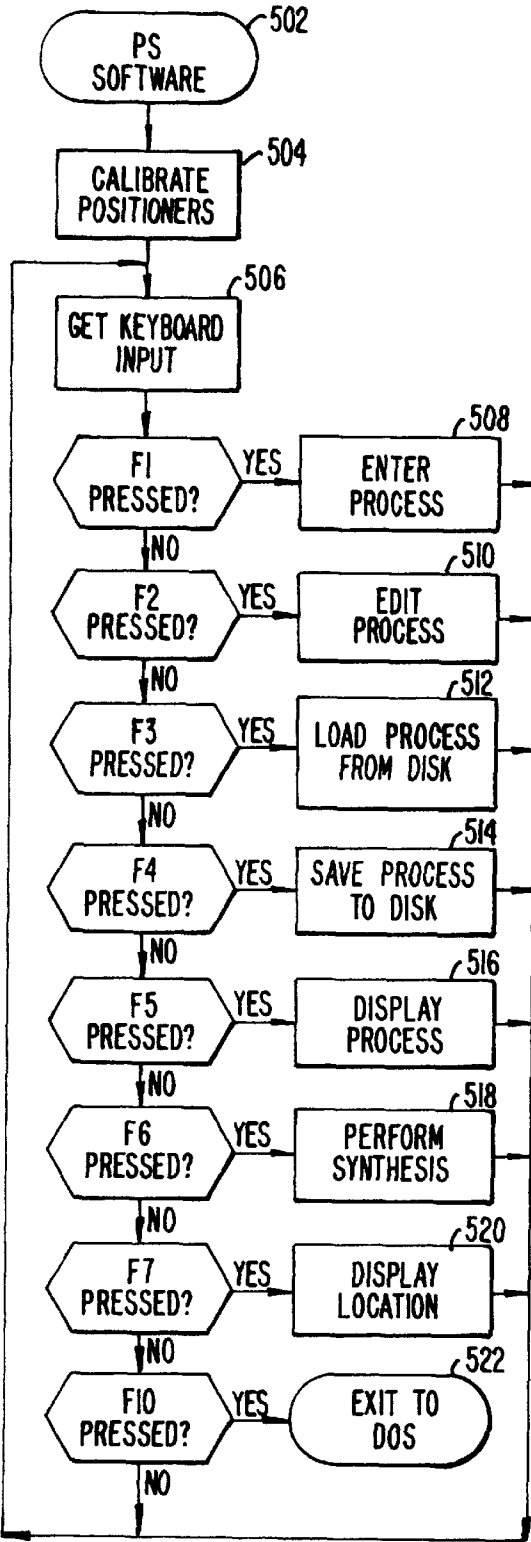 502
PS
SOFTWARE
504
CALIBRATE
POSITIONERS
506
GET KEYBOARD
INPUT
508
F1
PRESSED?
YES
ENTER
PROCESS
NO
510
F2
PRESSED?
YES
EDIT
PROCESS
NO
512
F3
PRESSED?
YES
LOAD PROCESS
FROM DISK
NO
514
F4
PRESSED?
YES
SAVE PROCESS
TO DISK
NO
516
F5
PRESSED?
YES
DISPLAY
PROCESS
NO
518
F6
PRESSED?
YES
PERFORM
SYNTHESIS
NO
520
F7
PRESSED?
YES
DISPLAY
LOCATION
NO
522
F10
PRESSED?
YES
EXIT TO
DOS
NO